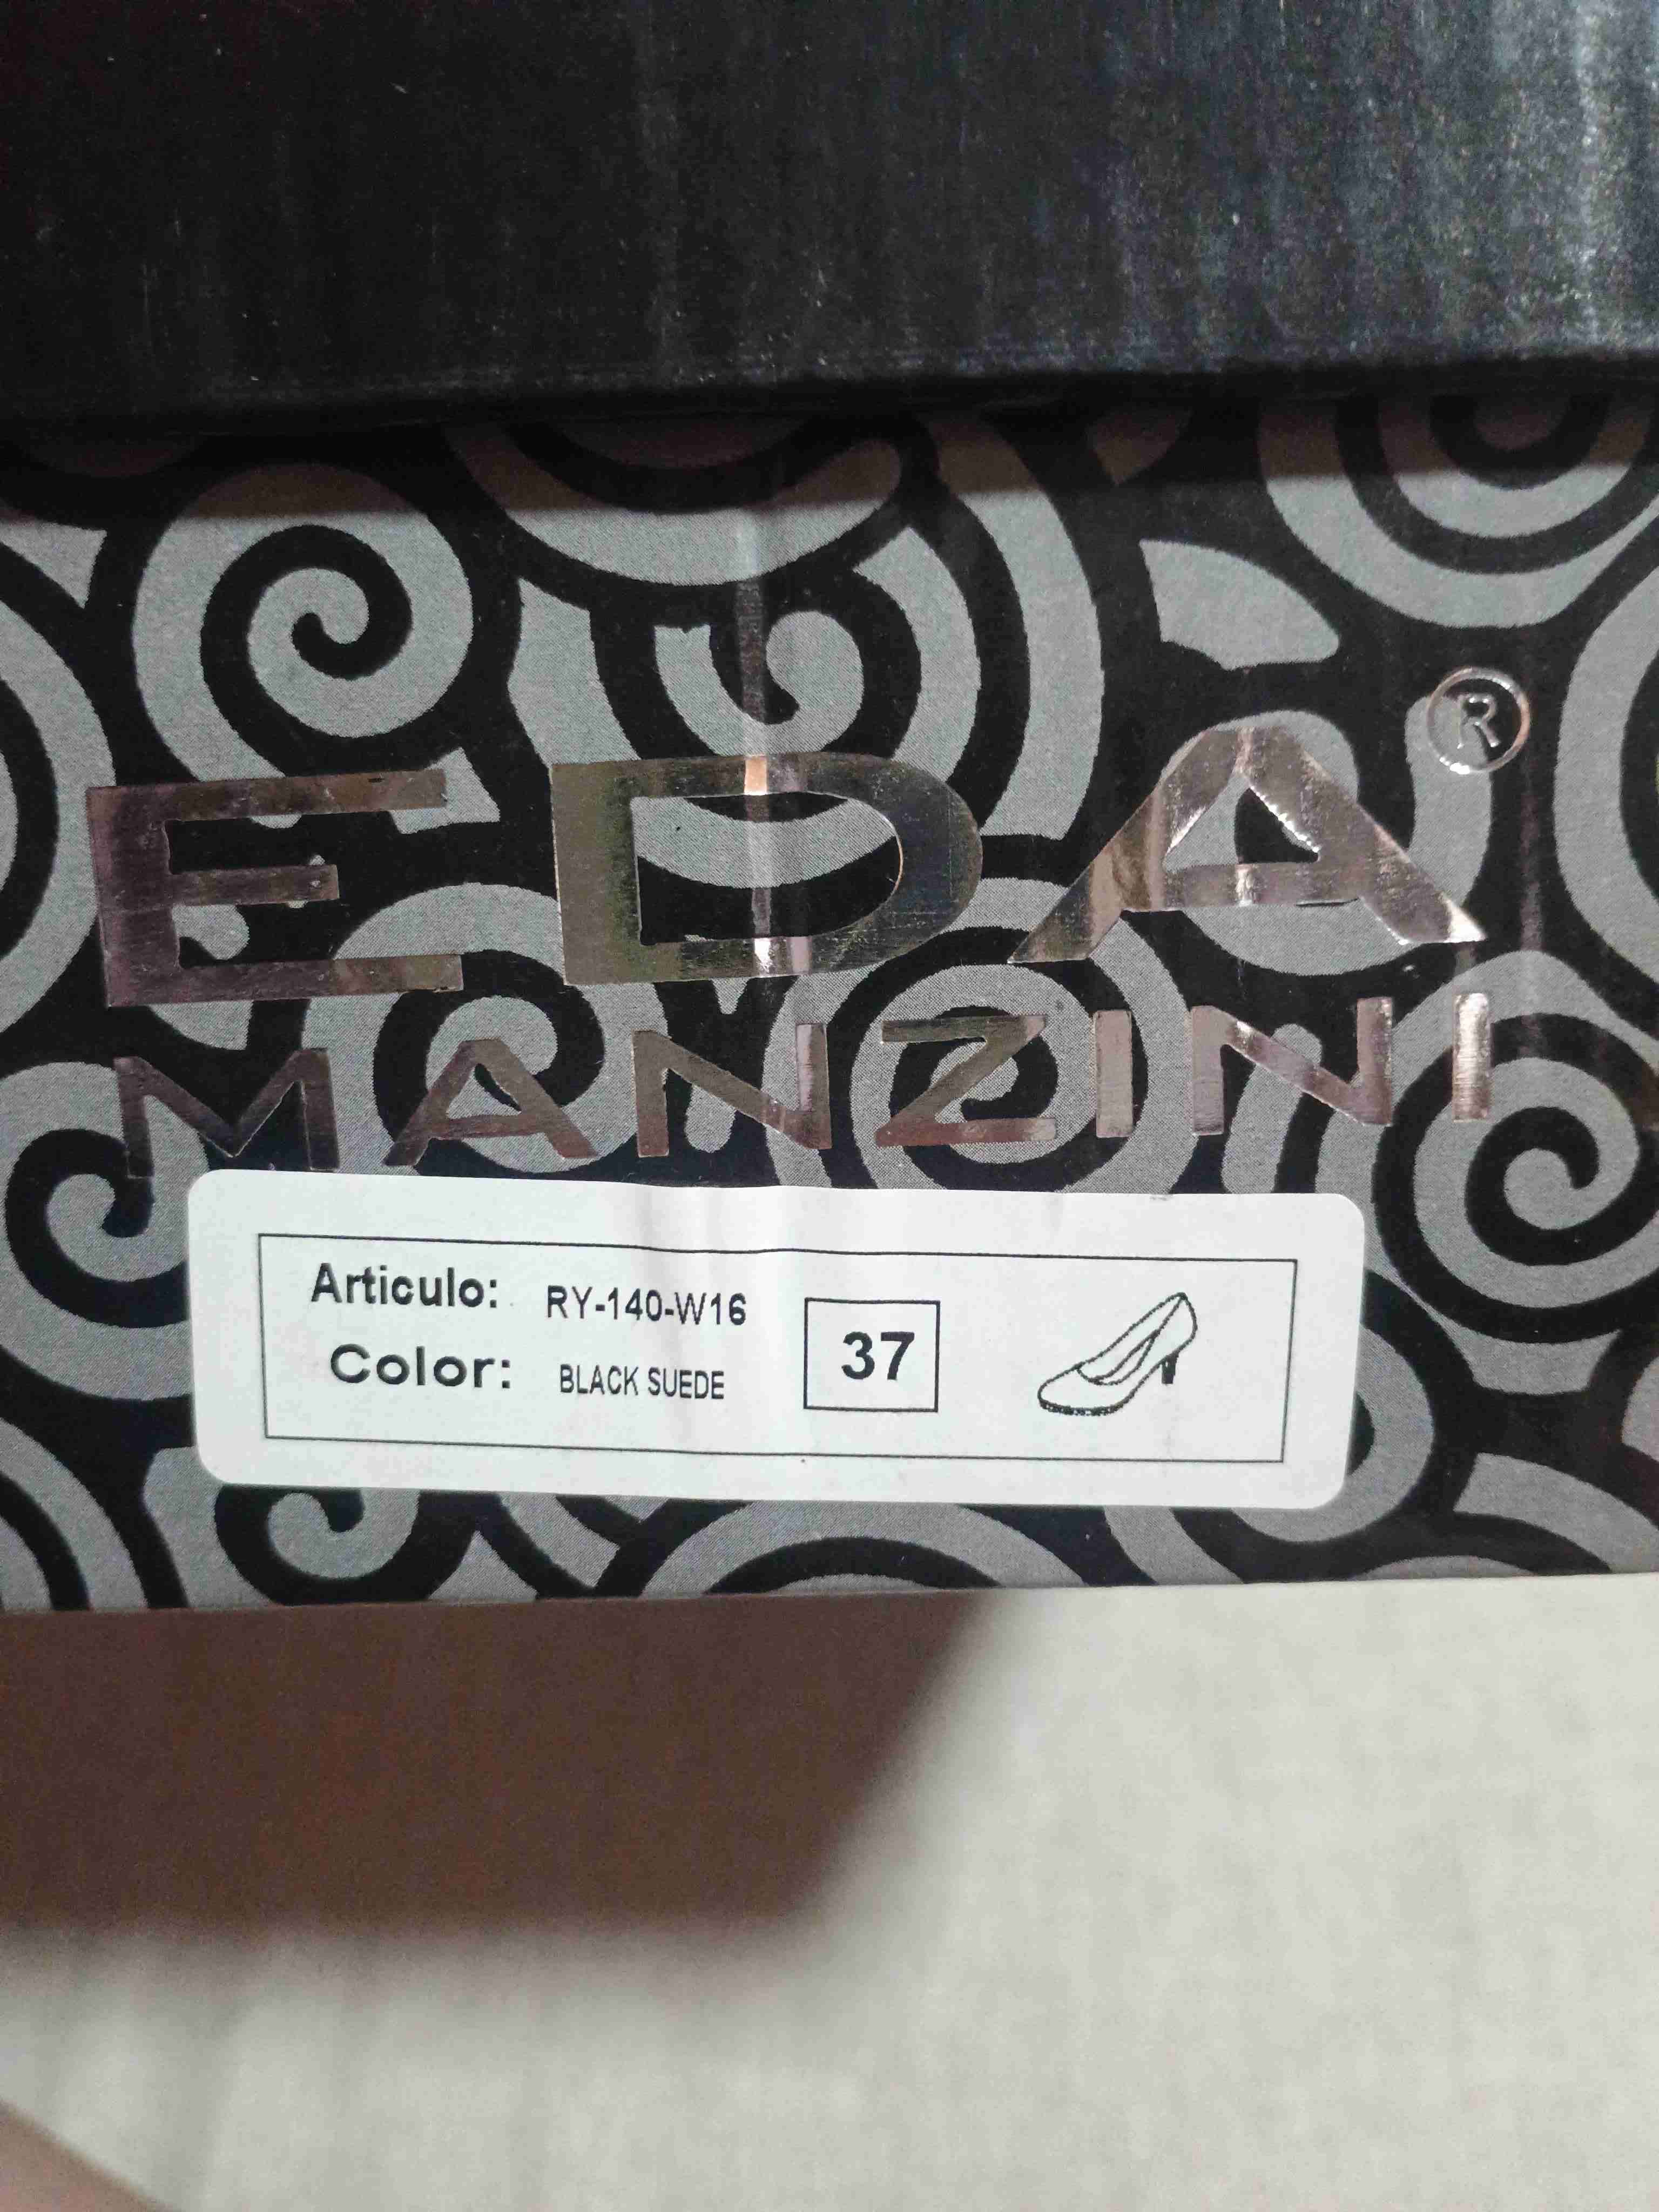 EDA ®
MANZINI
Articulo: RY-140-W16
Color: BLACK SUEDE
37